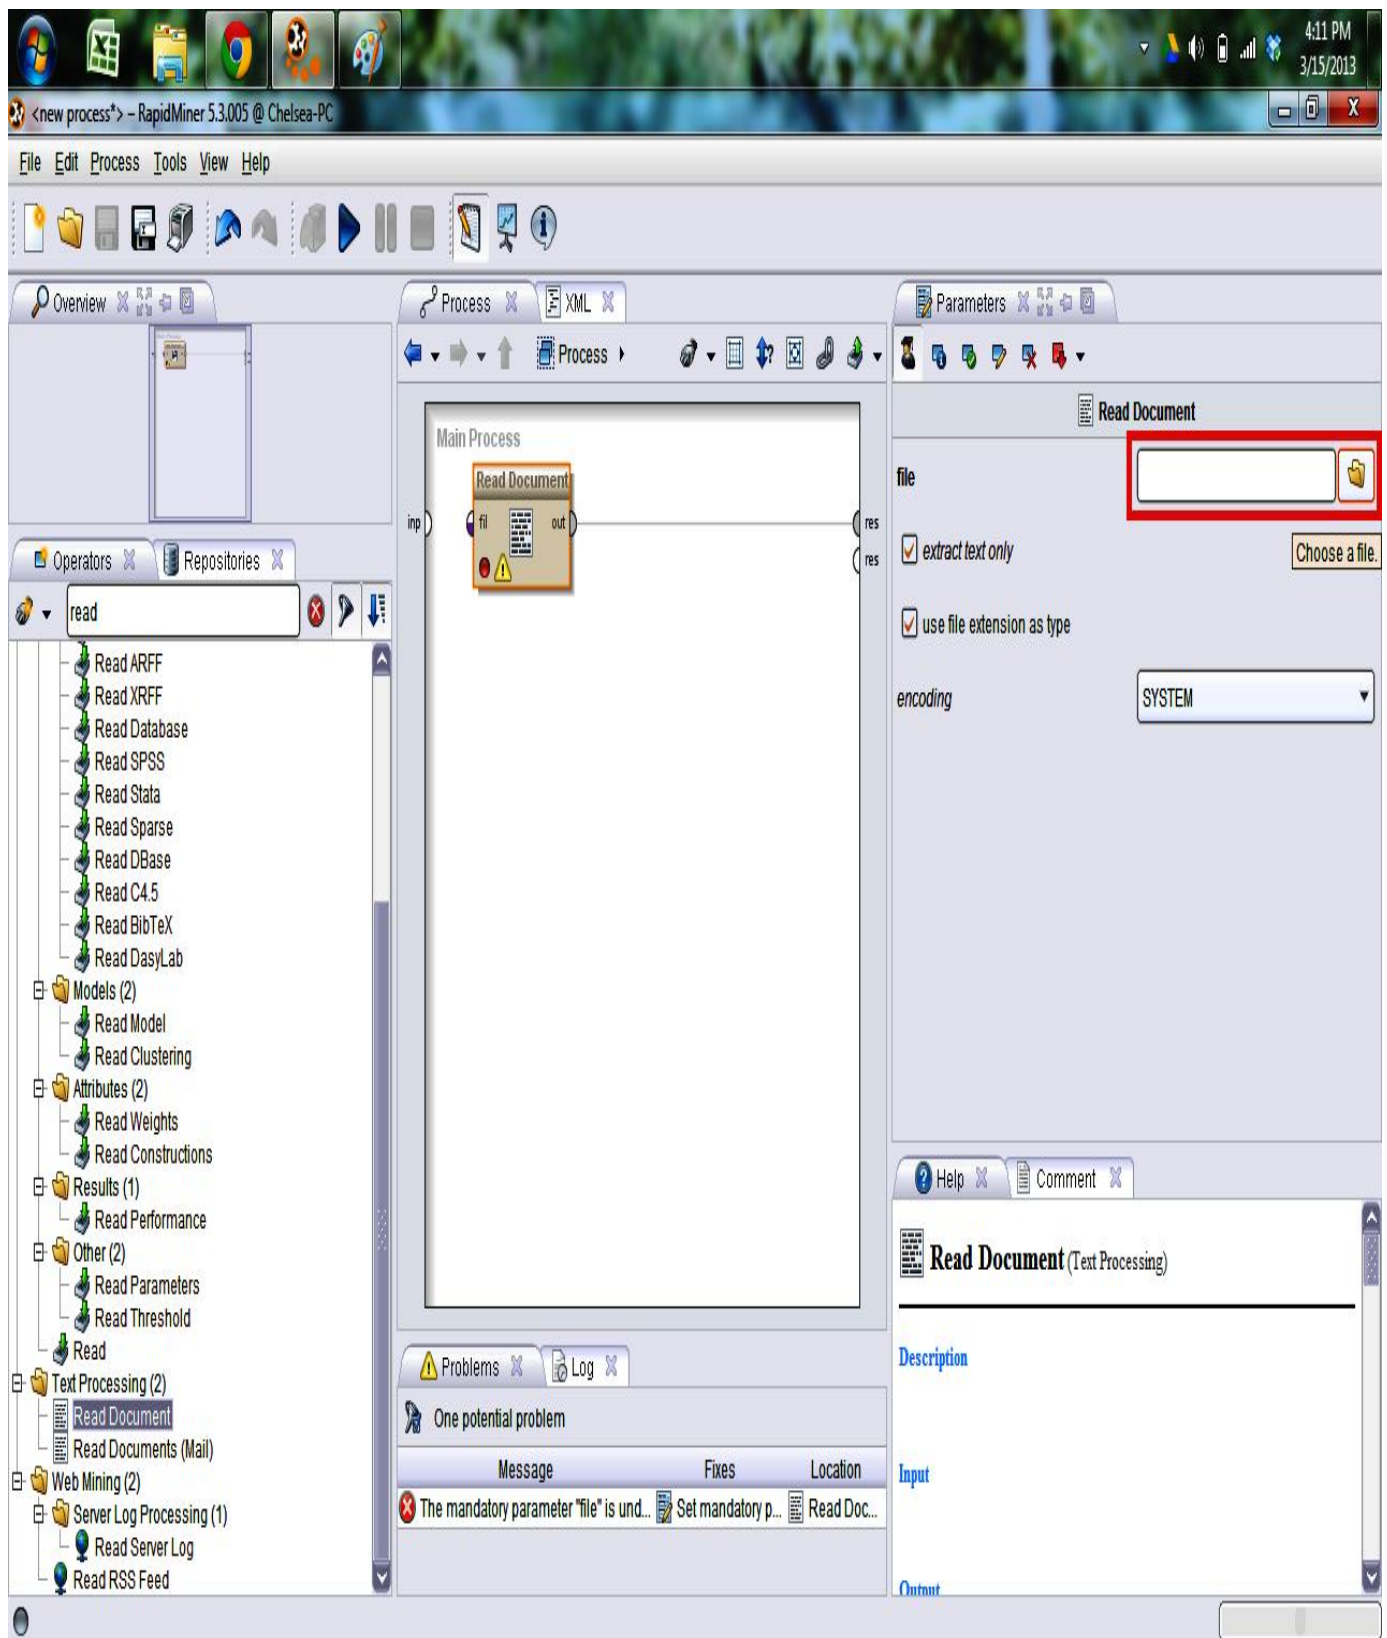 4:11 PM
3/15/2013
<new process*> – RapidMiner 5.3.005 @ Chelsea-PC
File Edit Process Tools View Help
Overview
Process XML
Parameters
Process
Read Document
Main Process
Read Document
inp fil out res
res
file
extract text only
Choose a file.
use file extension as type
encoding SYSTEM
Operators Repositories
read
Read ARFF
Read XRFF
Read Database
Read SPSS
Read Stata
Read Sparse
Read DBase
Read C4.5
Read BibTeX
Read DasyLab
Models (2)
Read Model
Read Clustering
Attributes (2)
Read Weights
Read Constructions
Results (1)
Read Performance
Other (2)
Read Parameters
Read Threshold
Read
Text Processing (2)
Read Document
Read Documents (Mail)
Web Mining (2)
Server Log Processing (1)
Read Server Log
Read RSS Feed
Problems Log
One potential problem
Message Fixes Location
The mandatory parameter "file" is und... Set mandatory p... Read Doc...
Help Comment
Read Document (Text Processing)
Description
Input
Output